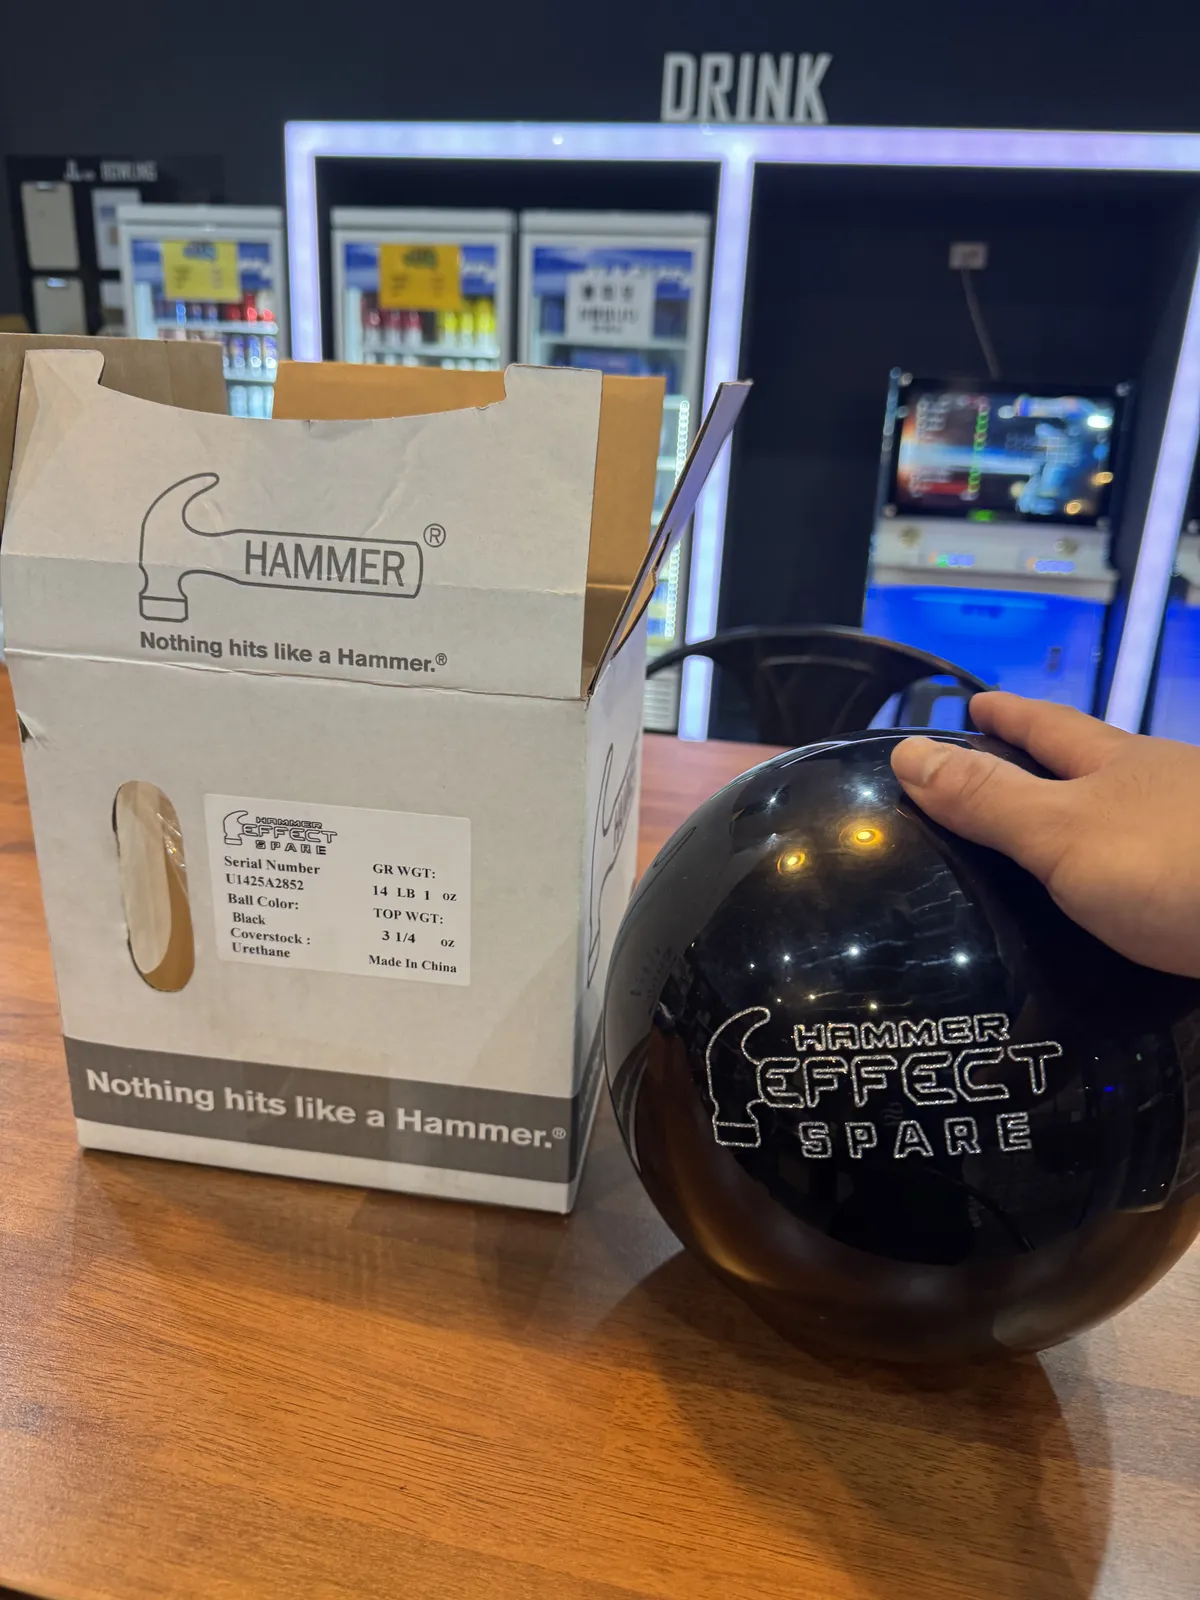 DRINK
BOWLING
HAMMER®
Nothing hits like a Hammer.®
HAMMER
EFFECT
SPARE
Serial Number
U1425A2852
Ball Color:
Black
Coverstock :
Urethane
GR WGT:
14 LB 1 oz
TOP WGT:
3 1/4 oz
Made In China
Nothing hits like a Hammer.®
HAMMER
EFFECT
SPARE